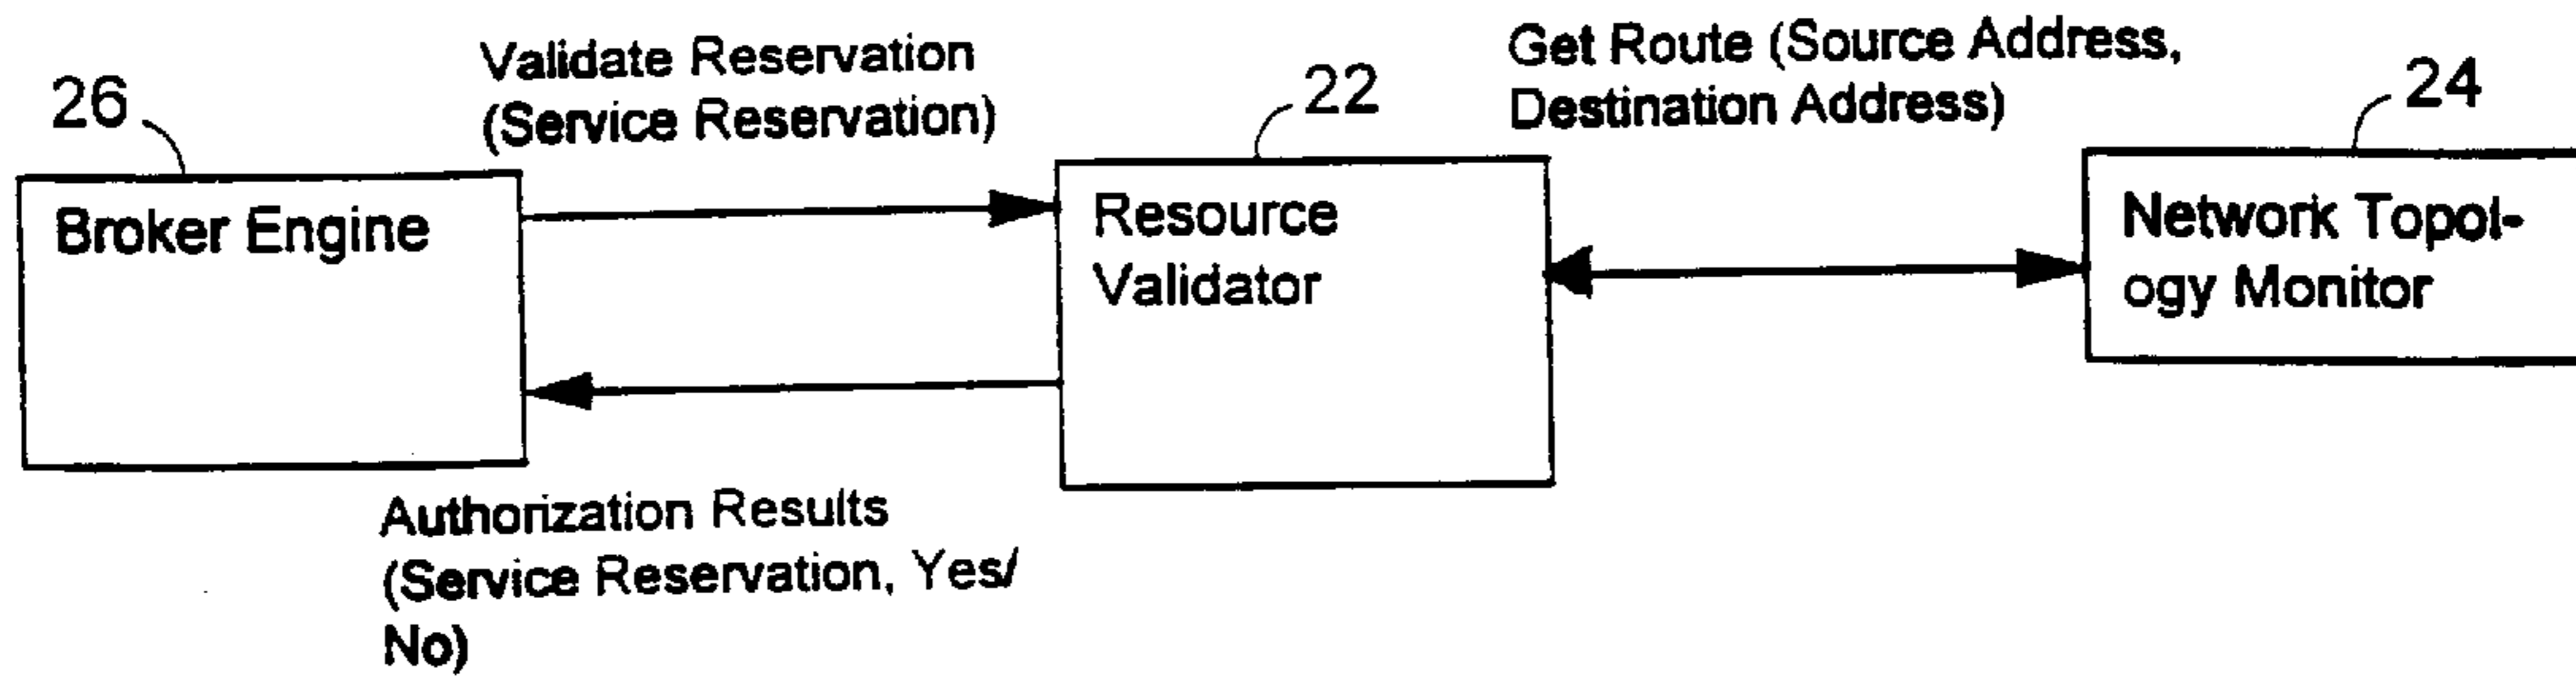 Validate Reservation
(Service Reservation)
Get Route (Source Address,
Destination Address)
26
22
24
Broker Engine
Resource
Validator
Network Topol-
ogy Monitor
Authorization Results
(Service Reservation, Yes/
No)